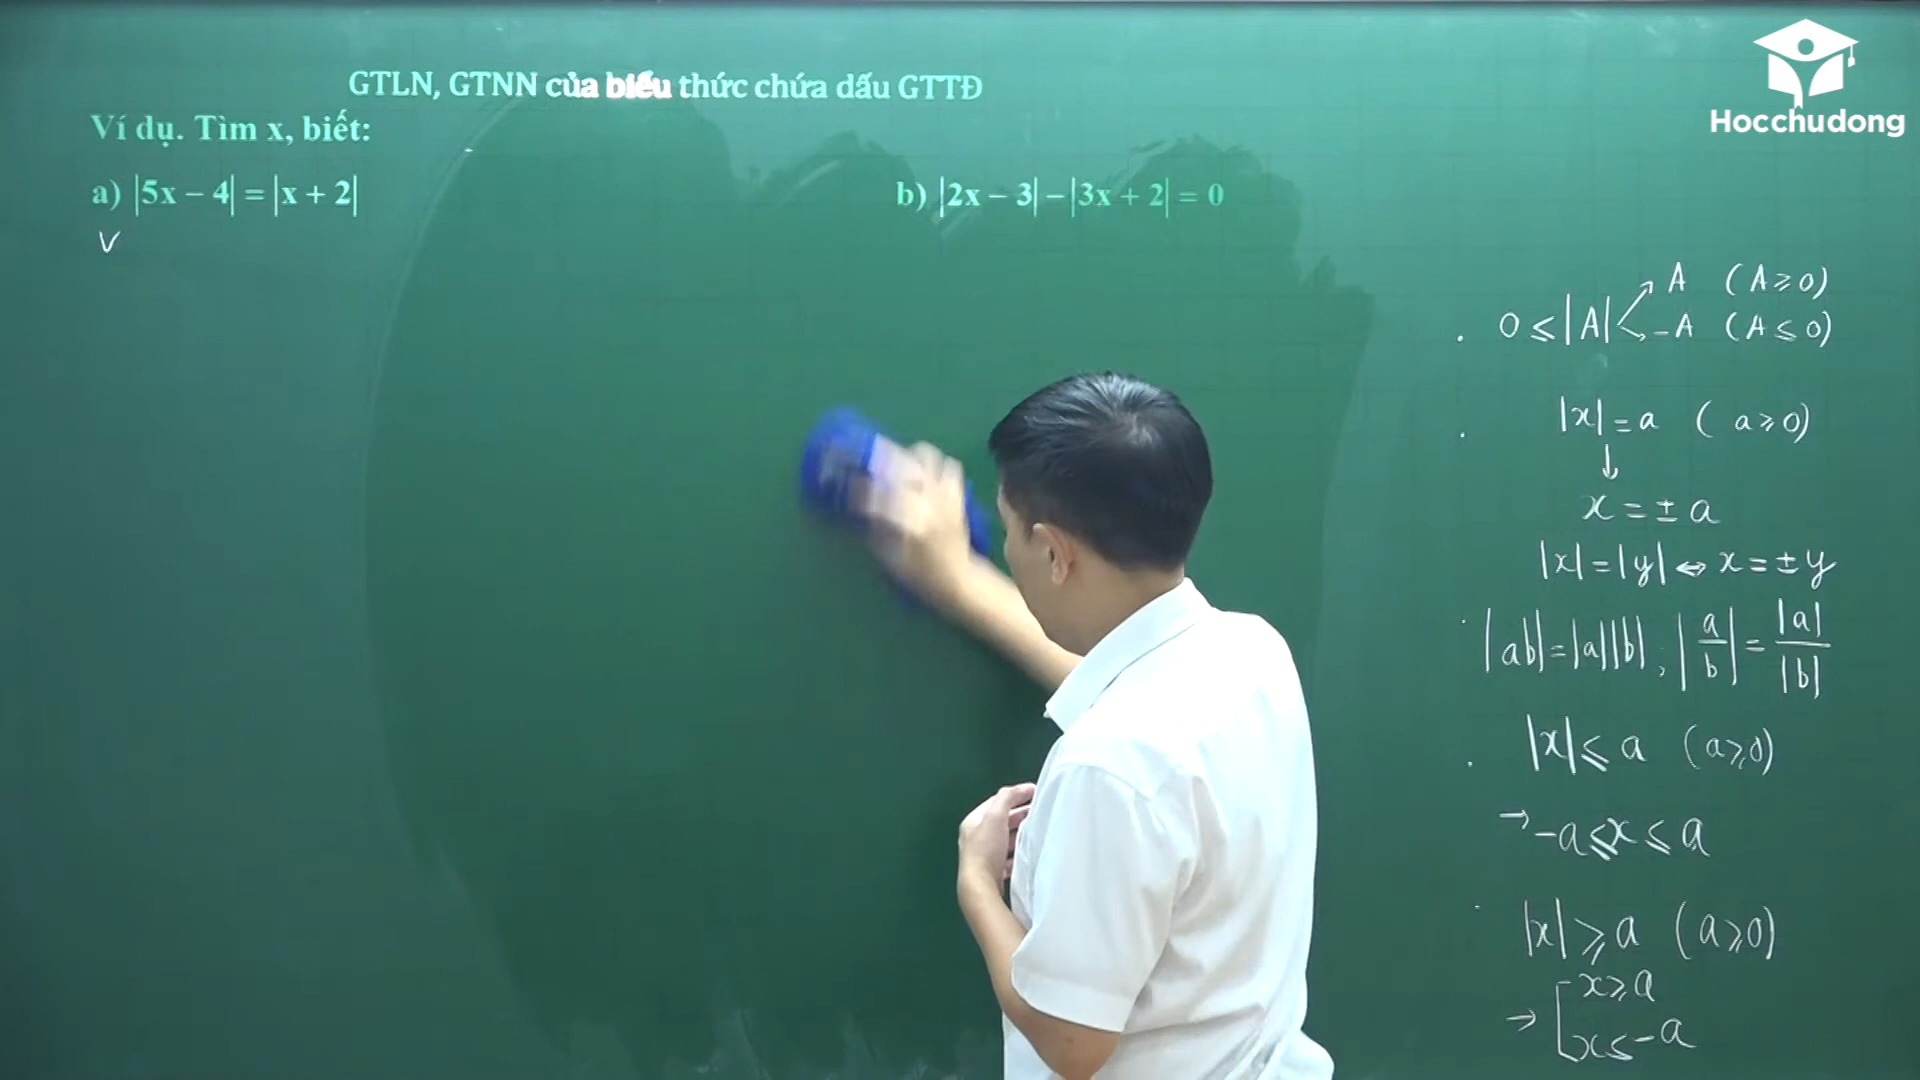 GTLN, GTNN của biểu thức chứa dấu GTTĐ
Hocchudong
Ví dụ. Tìm x, biết:
a) |5x − 4| = |x + 2|
b) |2x − 3| − |3x + 2| = 0
V
A (A ≥ 0)
0 ≤ |A|
−A (A ≤ 0)
|x| = a (a ≥ 0)
↓
x = ± a
|x| = |y| ⇔ x = ± y
|ab| = |a||b| ; |a/b| = |a|/|b|
|x| ≤ a (a ≥ 0)
→ −a ≤ x ≤ a
|x| ≥ a (a ≥ 0)
x ≥ a
→ [
x ≤ −a